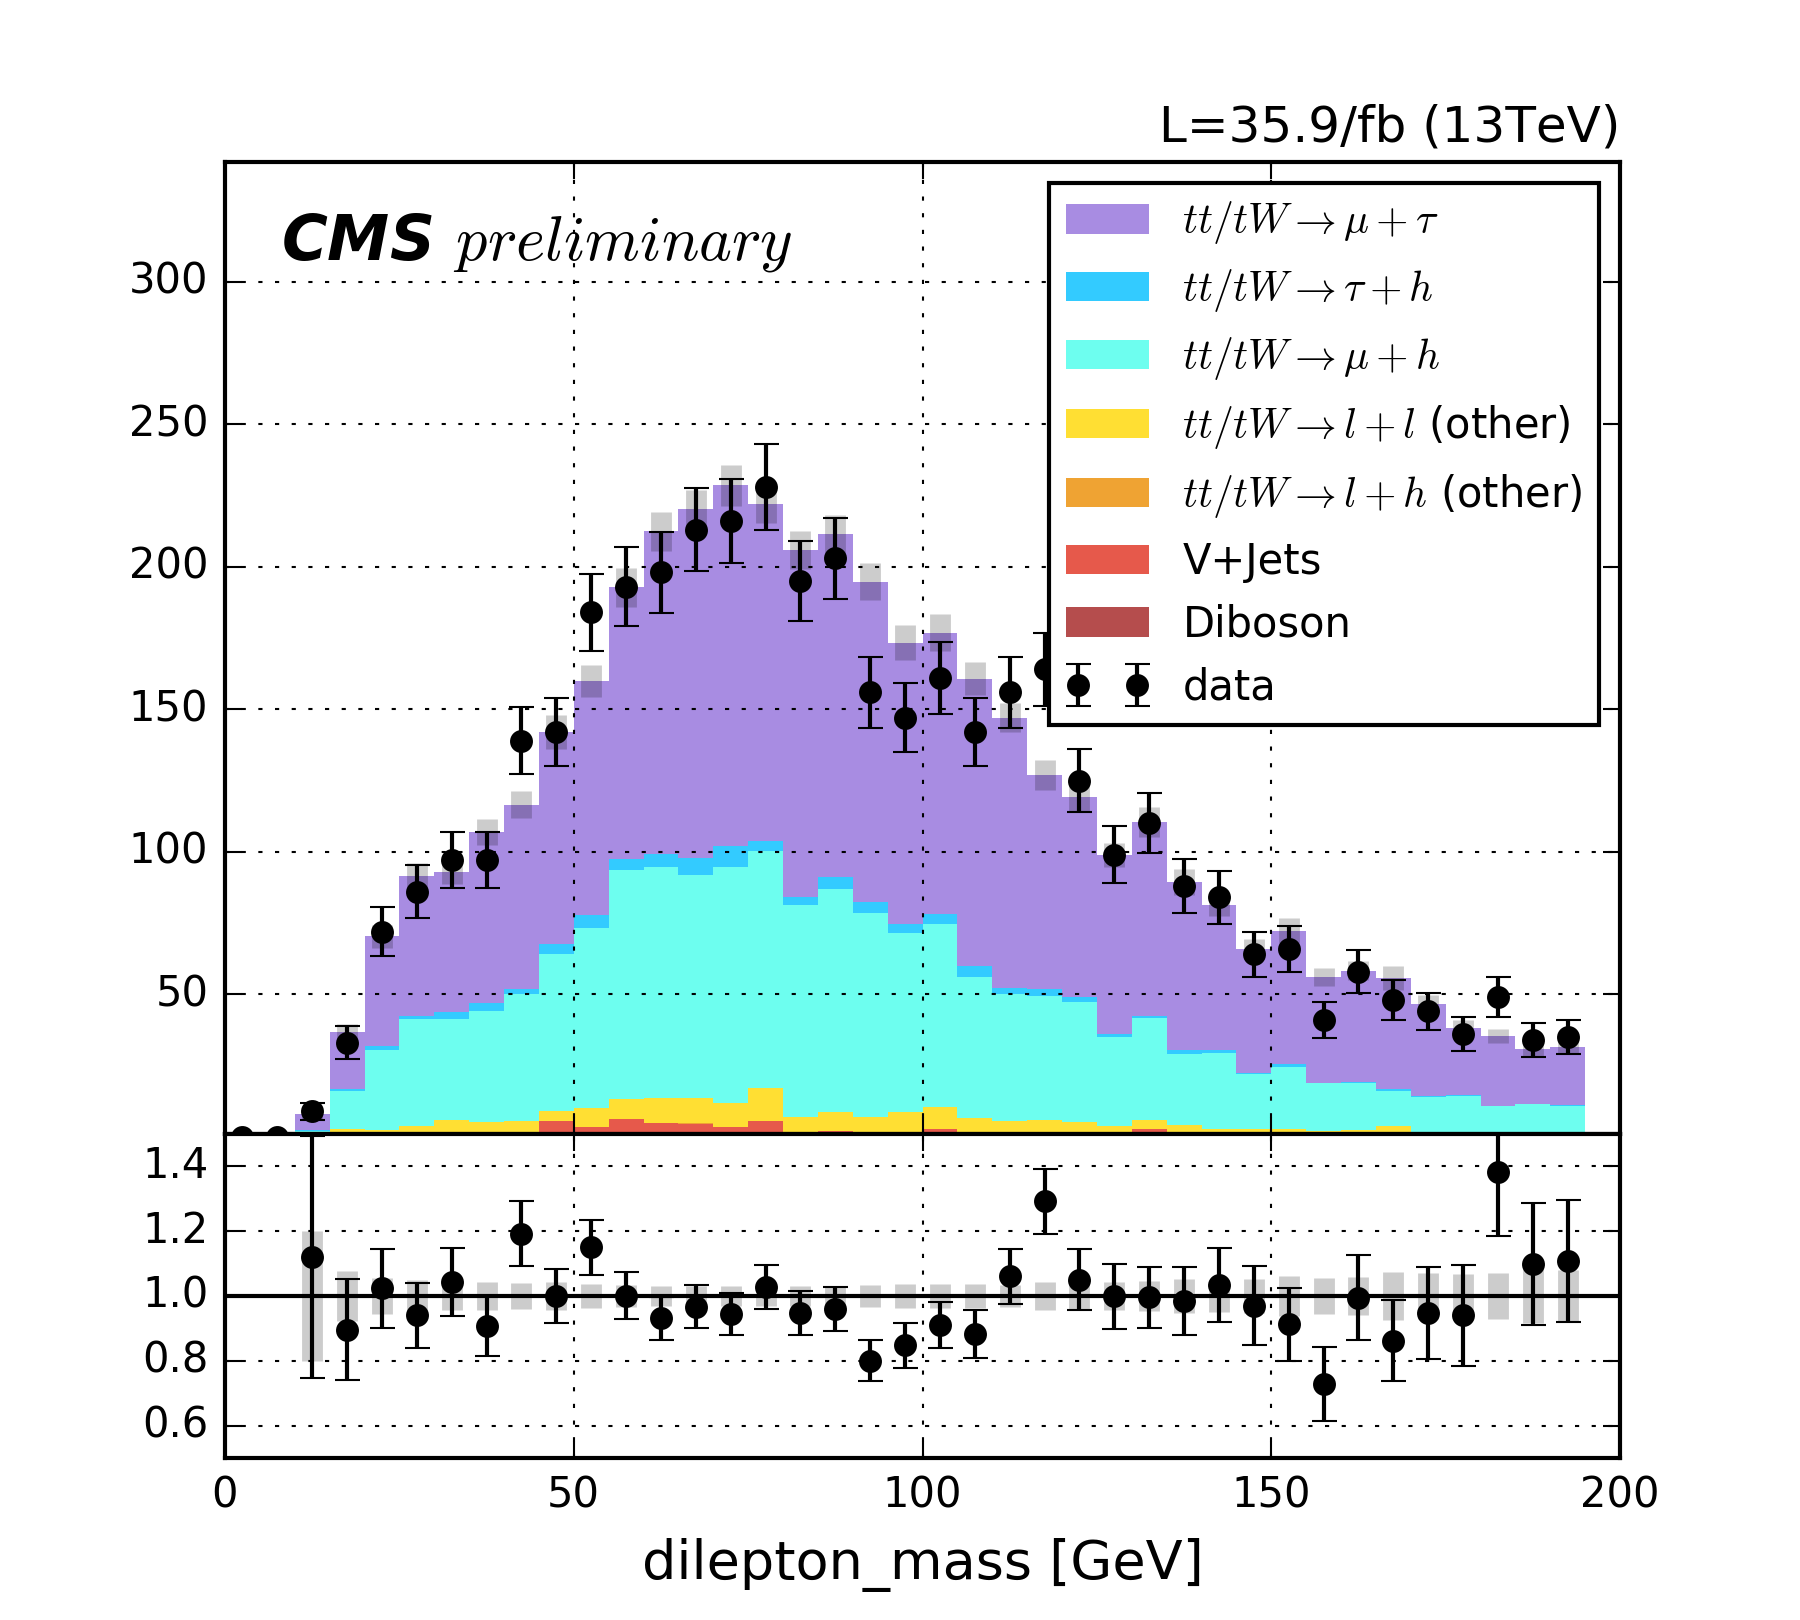 L=35.9/fb (13TeV)
CMS preliminary
tt/tW → μ + τ
tt/tW → τ + h
tt/tW → μ + h
tt/tW → l + l (other)
tt/tW → l + h (other)
V+Jets
Diboson
data
300
250
200
150
100
50
1.4
1.2
1.0
0.8
0.6
0 50 100 150 200
dilepton_mass [GeV]